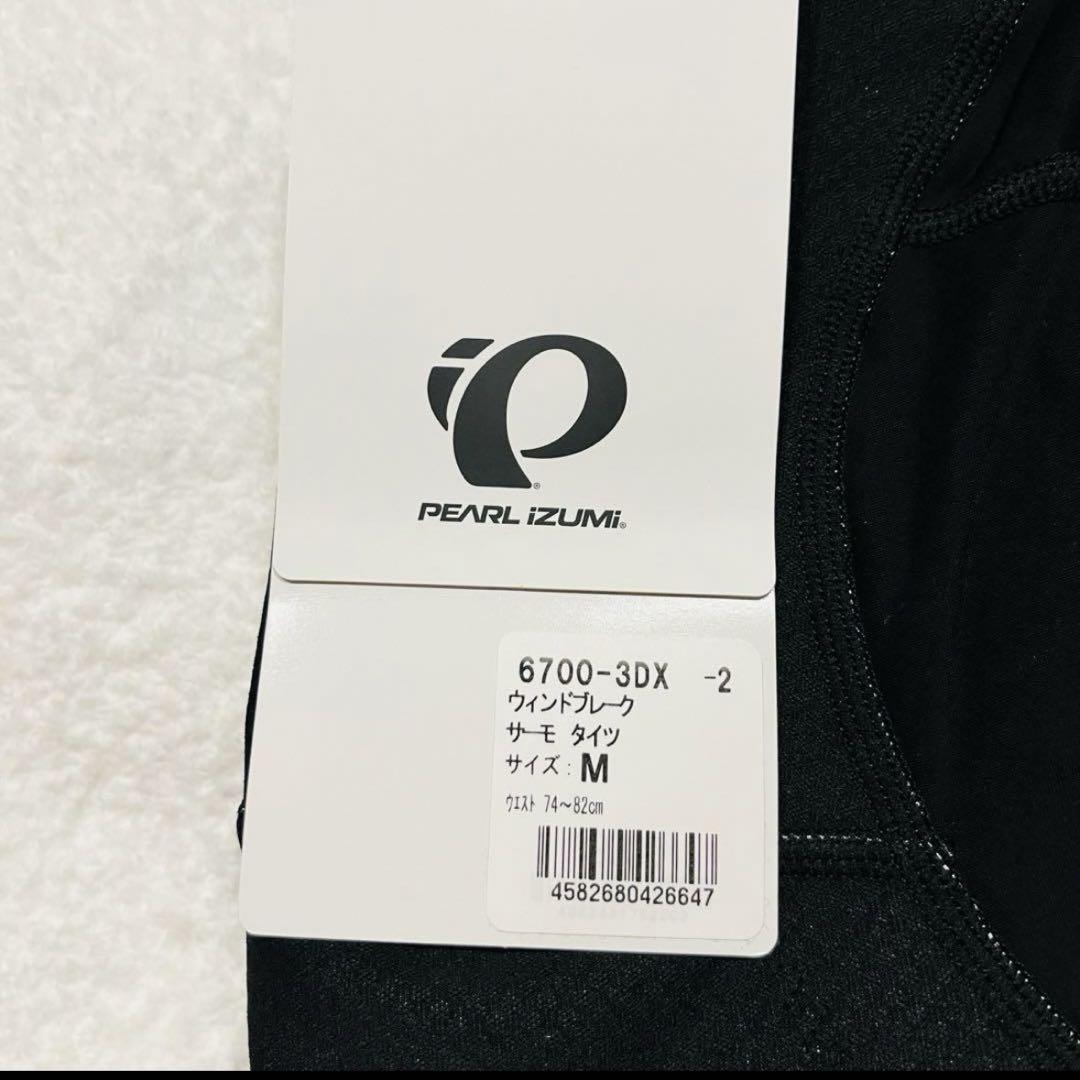 PEARL iZUMi®
6700-3DX -2
ウィンドブレーク
サーモ タイツ
サイズ：M
ウエスト 74～82cm
4582680426647